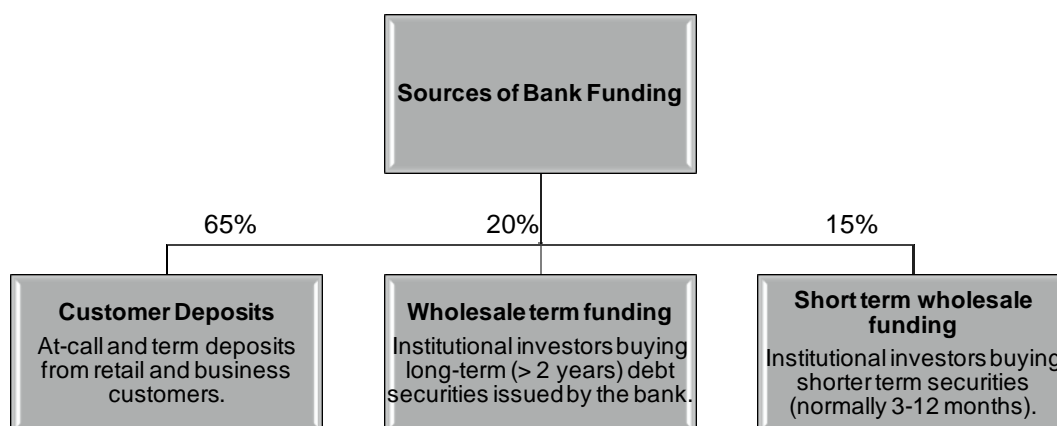 Sources of Bank Funding
65%
20%
15%
Customer Deposits
At-call and term deposits
from retail and business
customers.
Wholesale term funding
Institutional investors buying
long-term (> 2 years) debt
securities issued by the bank.
Short term wholesale
funding
Institutional investors buying
shorter term securities
(normally 3-12 months).